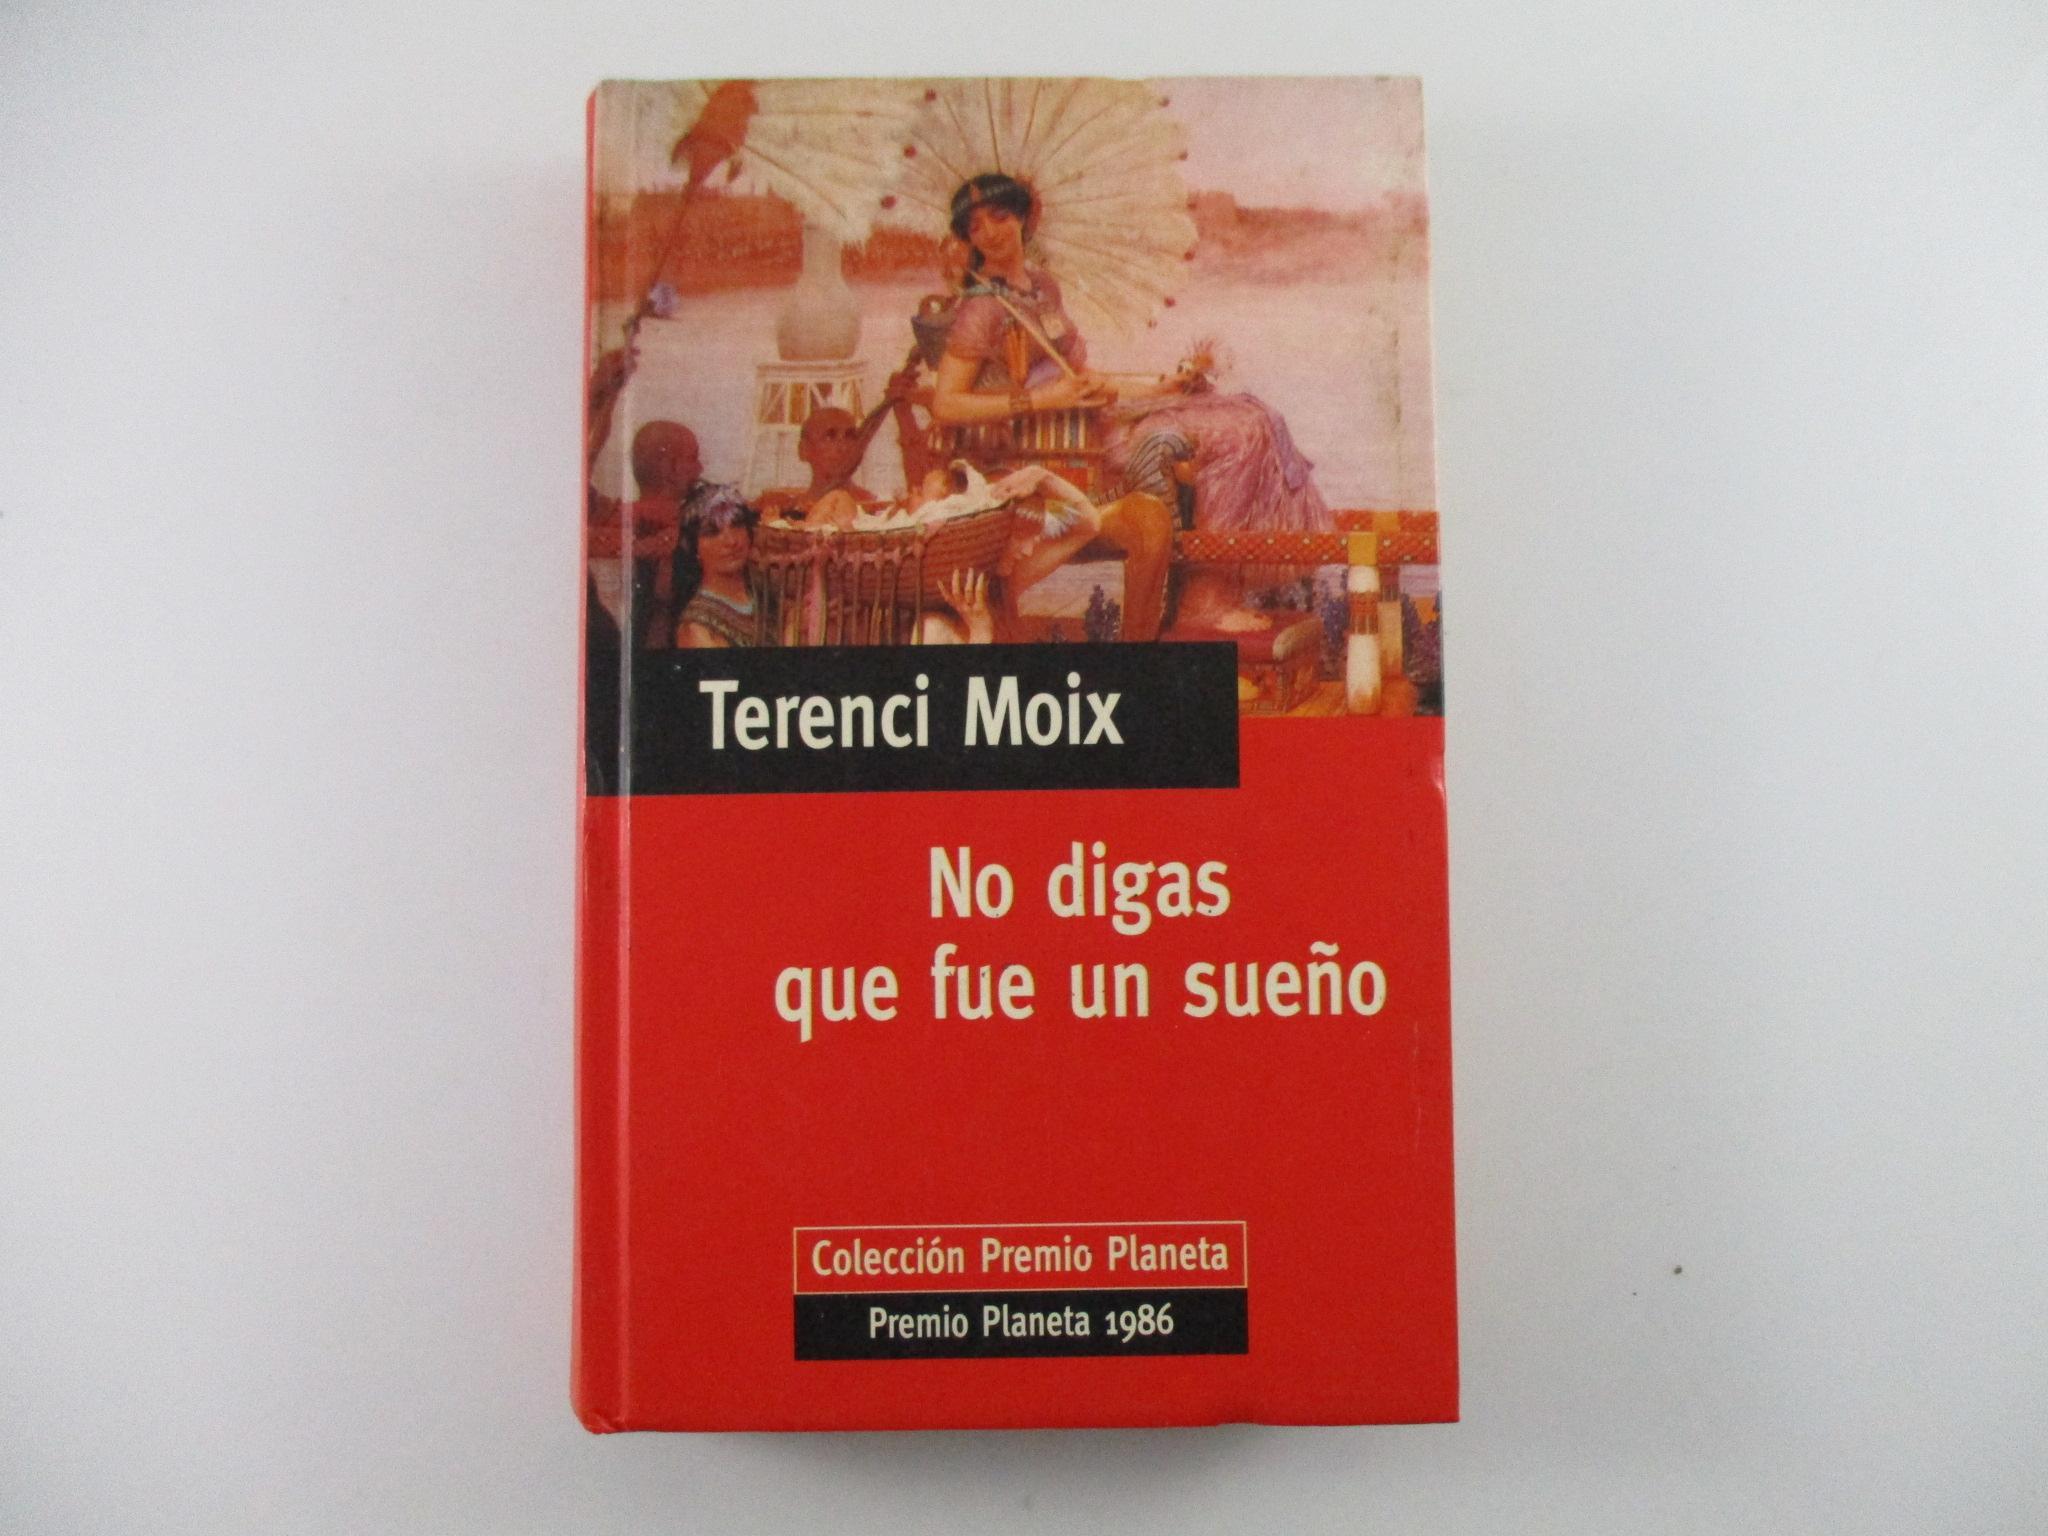 Terenci Moix
No digas
que fue un sueño
Colección Premio Planeta
Premio Planeta 1986